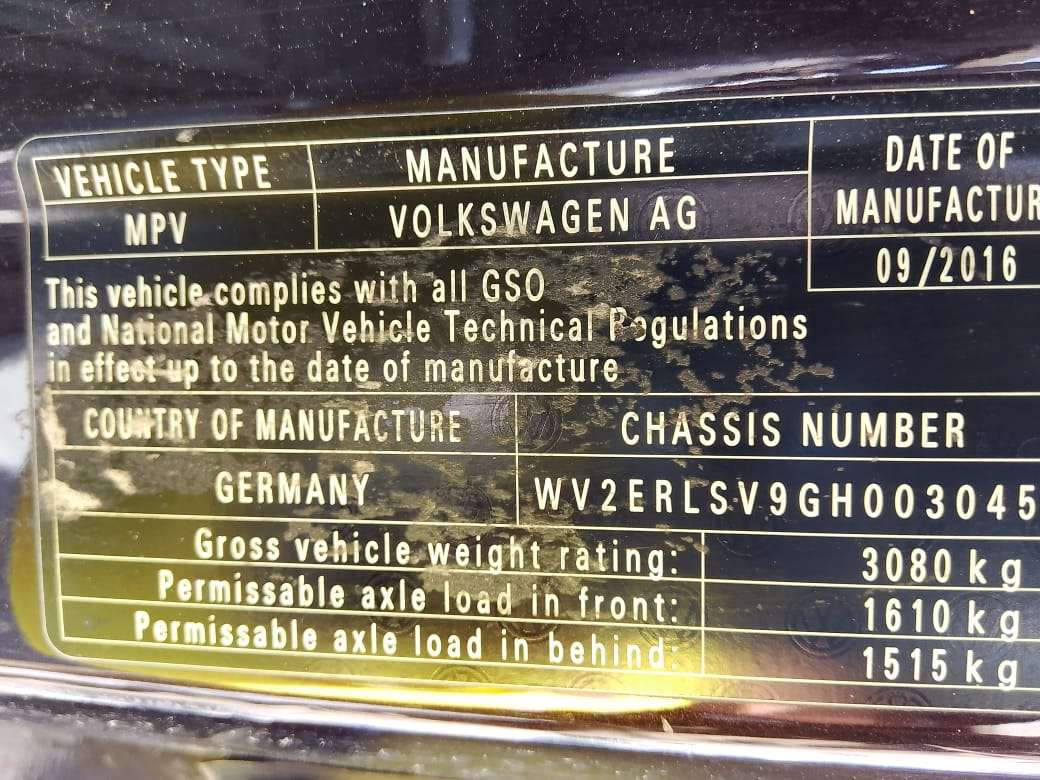 VEHICLE TYPE MANUFACTURE DATE OF
MANUFACTUR
MPV VOLKSWAGEN AG 09/2016
This vehicle complies with all GSO
and National Motor Vehicle Technical Regulations
in effect up to the date of manufacture
COUNTRY OF MANUFACTURE CHASSIS NUMBER
GERMANY WV2ERLSV9GH003045
Gross vehicle weight rating: 3080 kg
Permissable axle load in front: 1610 kg
Permissable axle load in behind: 1515 kg